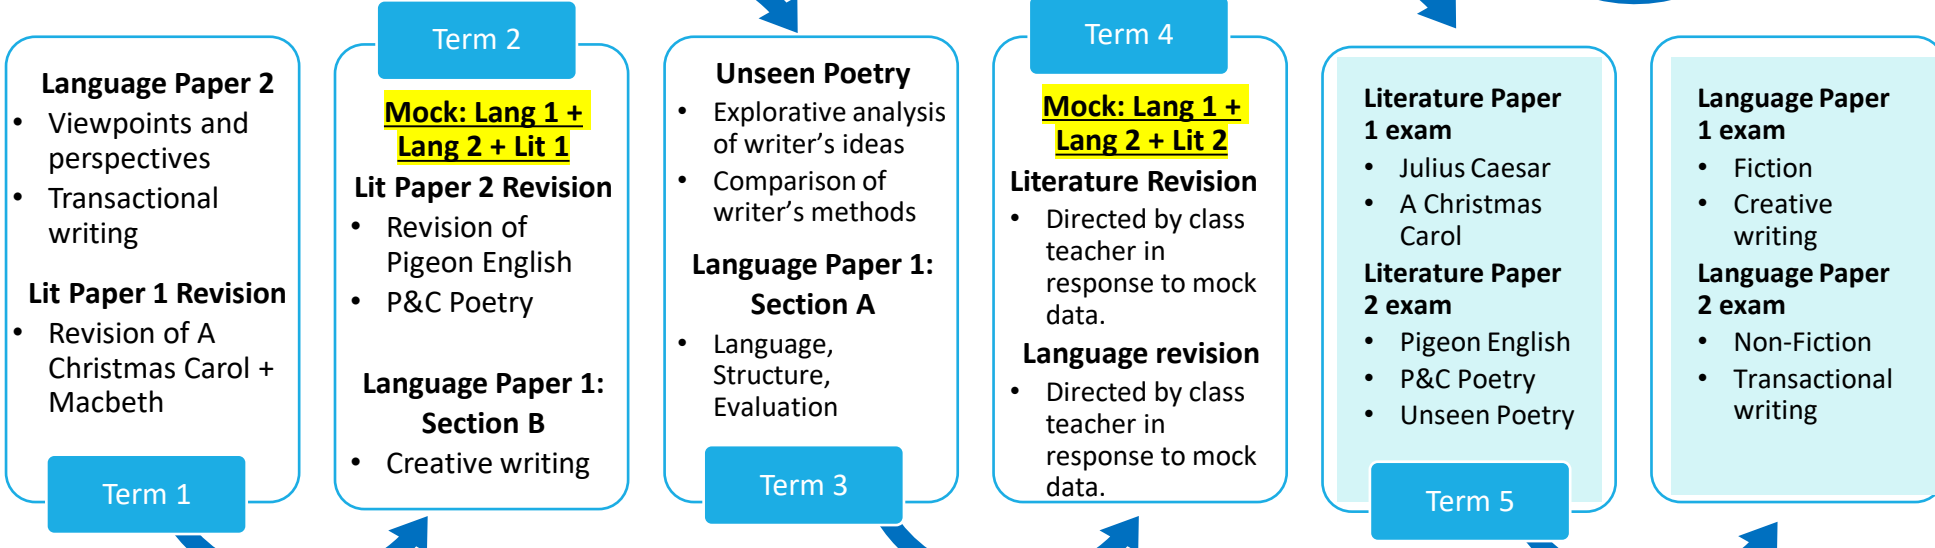 Language Paper 2
• Viewpoints and
perspectives
• Transactional
writing
Lit Paper 1 Revision
• Revision of A
Christmas Carol +
Macbeth
Term 1
Term 2
Mock: Lang 1 +
Lang 2 + Lit 1
Lit Paper 2 Revision
• Revision of
Pigeon English
• P&C Poetry
Language Paper 1:
Section B
• Creative writing
Unseen Poetry
• Explorative analysis
of writer’s ideas
• Comparison of
writer’s methods
Language Paper 1:
Section A
• Language,
Structure,
Evaluation
Term 3
Term 4
Mock: Lang 1 +
Lang 2 + Lit 2
Literature Revision
• Directed by class
teacher in
response to mock
data.
Language revision
• Directed by class
teacher in
response to mock
data.
Literature Paper
1 exam
• Julius Caesar
• A Christmas
Carol
Literature Paper
2 exam
• Pigeon English
• P&C Poetry
• Unseen Poetry
Term 5
Language Paper
1 exam
• Fiction
• Creative
writing
Language Paper
2 exam
• Non-Fiction
• Transactional
writing